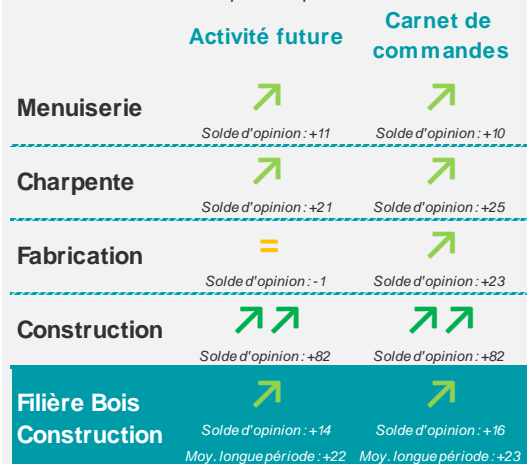 Activité future
Carnet de
commandes
Menuiserie
Solde d'opinion : +11
Solde d'opinion : +10
Charpente
Solde d'opinion : +21
Solde d'opinion : +25
Fabrication
=
Solde d'opinion : -1
Solde d'opinion : +23
Construction
Solde d'opinion : +82
Solde d'opinion : +82
Filière Bois
Construction
Solde d'opinion : +14
Solde d'opinion : +16
Moy. longue période : +22
Moy. longue période : +23